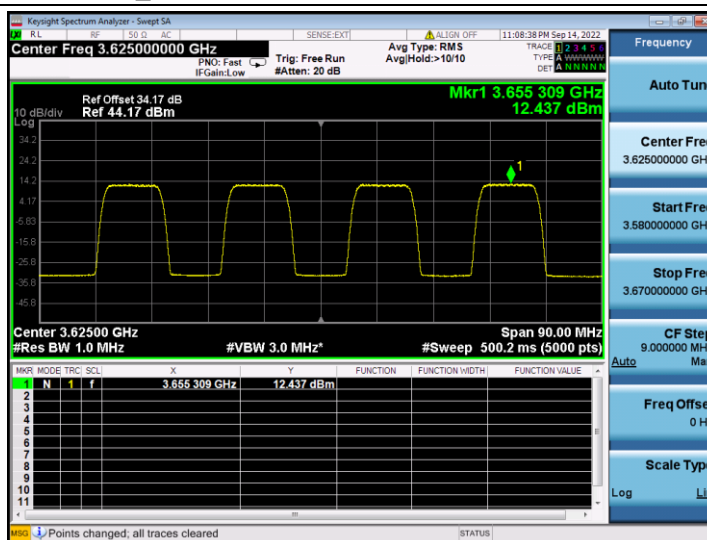 Keysight Spectrum Analyzer - Swept SA
RL RF 50 Ω AC SENSE:EXT ALIGN OFF 11:08:38 PM Sep 14, 2022
Center Freq 3.625000000 GHz
PNO: Fast
IFGain:Low
Trig: Free Run
#Atten: 20 dB
Avg Type: RMS
Avg|Hold:>10/10
TRACE 1 2 3 4 5 6
TYPE A WWWWW
DET A N N N N N
Mkr1 3.655 309 GHz
12.437 dBm
Ref Offset 34.17 dB
Ref 44.17 dBm
10 dB/div
Log
34.2
24.2
14.2
4.17
-5.83
-15.8
-25.8
-35.8
-45.8
1
Center 3.62500 GHz
Span 90.00 MHz
#Res BW 1.0 MHz
#VBW 3.0 MHz*
#Sweep 500.2 ms (5000 pts)
MKR MODE TRC SCL X Y FUNCTION FUNCTION WIDTH FUNCTION VALUE
1 N 1 f 3.655 309 GHz 12.437 dBm
2
3
4
5
6
7
8
9
10
11
MSG Points changed; all traces cleared STATUS
Frequency
Auto Tun
Center Fre
3.625000000 GH
Start Fre
3.580000000 GH
Stop Fre
3.670000000 GH
CF Step
9.000000 MH
Auto Ma
Freq Offse
0 H
Scale Typ
Log Li